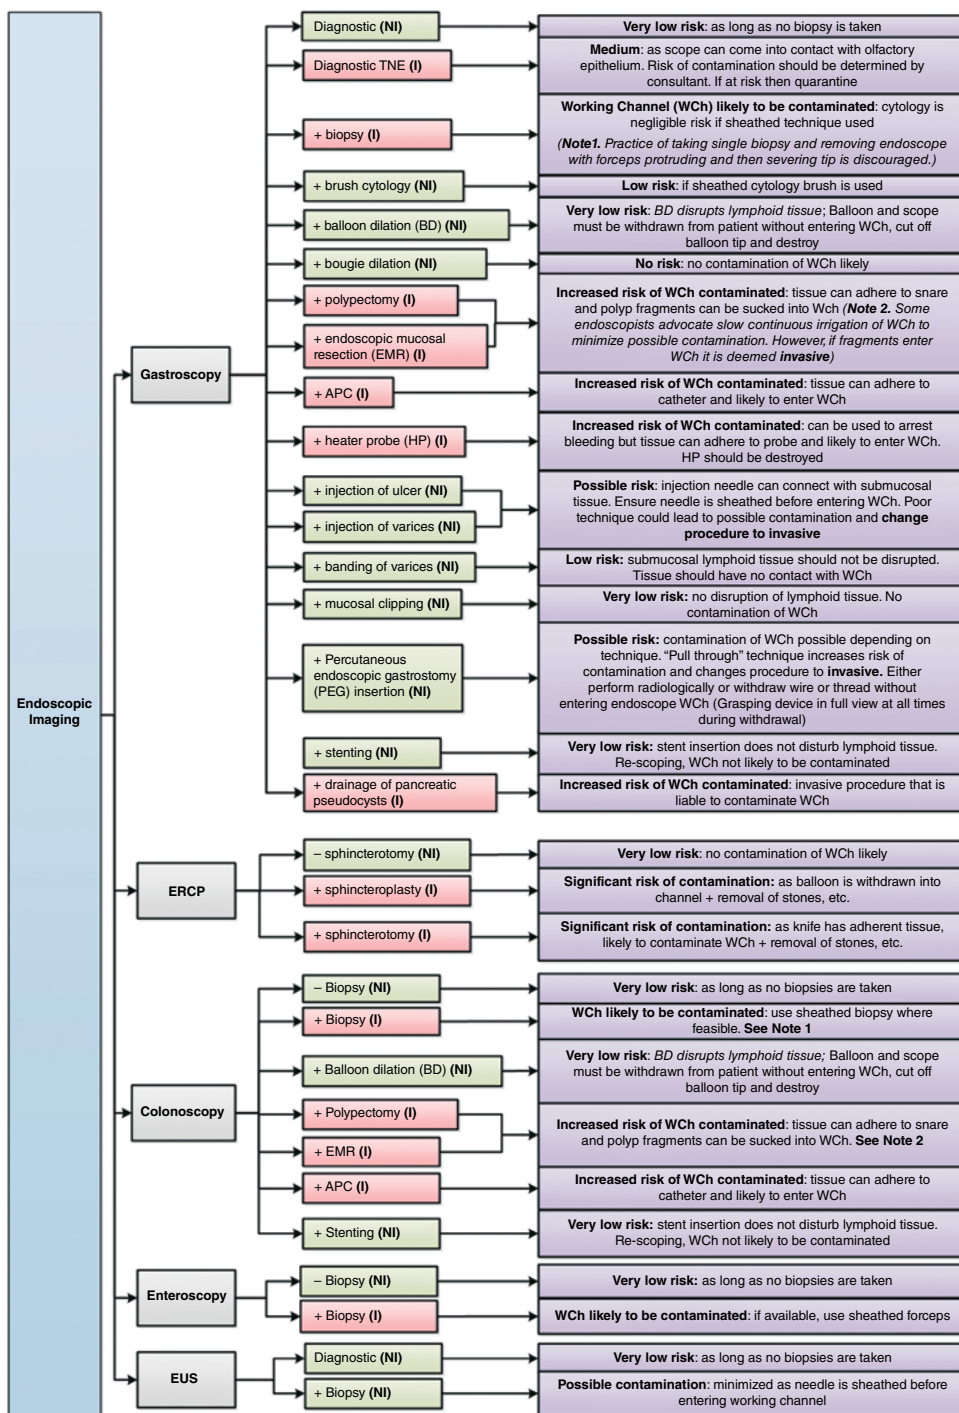 Endoscopic
Imaging
Gastroscopy
Diagnostic (NI)
Very low risk: as long as no biopsy is taken
Diagnostic TNE (I)
Medium: as scope can come into contact with olfactory
epithelium. Risk of contamination should be determined by
consultant. If at risk then quarantine
+ biopsy (I)
Working Channel (WCh) likely to be contaminated: cytology is
negligible risk if sheathed technique used
(Note1. Practice of taking single biopsy and removing endoscope
with forceps protruding and then severing tip is discouraged.)
+ brush cytology (NI)
Low risk: if sheathed cytology brush is used
+ balloon dilation (BD) (NI)
Very low risk: BD disrupts lymphoid tissue; Balloon and scope
must be withdrawn from patient without entering WCh, cut off
balloon tip and destroy
+ bougie dilation (NI)
No risk: no contamination of WCh likely
+ polypectomy (I)
+ endoscopic mucosal
resection (EMR) (I)
Increased risk of WCh contaminated: tissue can adhere to snare
and polyp fragments can be sucked into Wch (Note 2. Some
endoscopists advocate slow continuous irrigation of WCh to
minimize possible contamination. However, if fragments enter
WCh it is deemed invasive)
+ APC (I)
Increased risk of WCh contaminated: tissue can adhere to
catheter and likely to enter WCh
+ heater probe (HP) (I)
Increased risk of WCh contaminated: can be used to arrest
bleeding but tissue can adhere to probe and likely to enter WCh.
HP should be destroyed
+ injection of ulcer (NI)
+ injection of varices (NI)
Possible risk: injection needle can connect with submucosal
tissue. Ensure needle is sheathed before entering WCh. Poor
technique could lead to possible contamination and change
procedure to invasive
+ banding of varices (NI)
Low risk: submucosal lymphoid tissue should not be disrupted.
Tissue should have no contact with WCh
+ mucosal clipping (NI)
Very low risk: no disruption of lymphoid tissue. No
contamination of WCh
+ Percutaneous
endoscopic gastrostomy
(PEG) insertion (NI)
Possible risk: contamination of WCh possible depending on
technique. “Pull through” technique increases risk of
contamination and changes procedure to invasive. Either
perform radiologically or withdraw wire or thread without
entering endoscope WCh (Grasping device in full view at all times
during withdrawal)
+ stenting (NI)
Very low risk: stent insertion does not disturb lymphoid tissue.
Re-scoping, WCh not likely to be contaminated
+ drainage of pancreatic
pseudocysts (I)
Increased risk of WCh contaminated: invasive procedure that is
liable to contaminate WCh
ERCP
– sphincterotomy (NI)
Very low risk: no contamination of WCh likely
+ sphincteroplasty (I)
Significant risk of contamination: as balloon is withdrawn into
channel + removal of stones, etc.
+ sphincterotomy (I)
Significant risk of contamination: as knife has adherent tissue,
likely to contaminate WCh + removal of stones, etc.
Colonoscopy
– Biopsy (NI)
Very low risk: as long as no biopsies are taken
+ Biopsy (I)
WCh likely to be contaminated: use sheathed biopsy where
feasible. See Note 1
+ Balloon dilation (BD) (NI)
Very low risk: BD disrupts lymphoid tissue; Balloon and scope
must be withdrawn from patient without entering WCh, cut off
balloon tip and destroy
+ Polypectomy (I)
+ EMR (I)
Increased risk of WCh contaminated: tissue can adhere to snare
and polyp fragments can be sucked into WCh. See Note 2
+ APC (I)
Increased risk of WCh contaminated: tissue can adhere to
catheter and likely to enter WCh
+ Stenting (NI)
Very low risk: stent insertion does not disturb lymphoid tissue.
Re-scoping, WCh not likely to be contaminated
Enteroscopy
– Biopsy (NI)
Very low risk: as long as no biopsies are taken
+ Biopsy (I)
WCh likely to be contaminated: if available, use sheathed forceps
EUS
Diagnostic (NI)
Very low risk: as long as no biopsies are taken
+ Biopsy (NI)
Possible contamination: minimized as needle is sheathed before
entering working channel